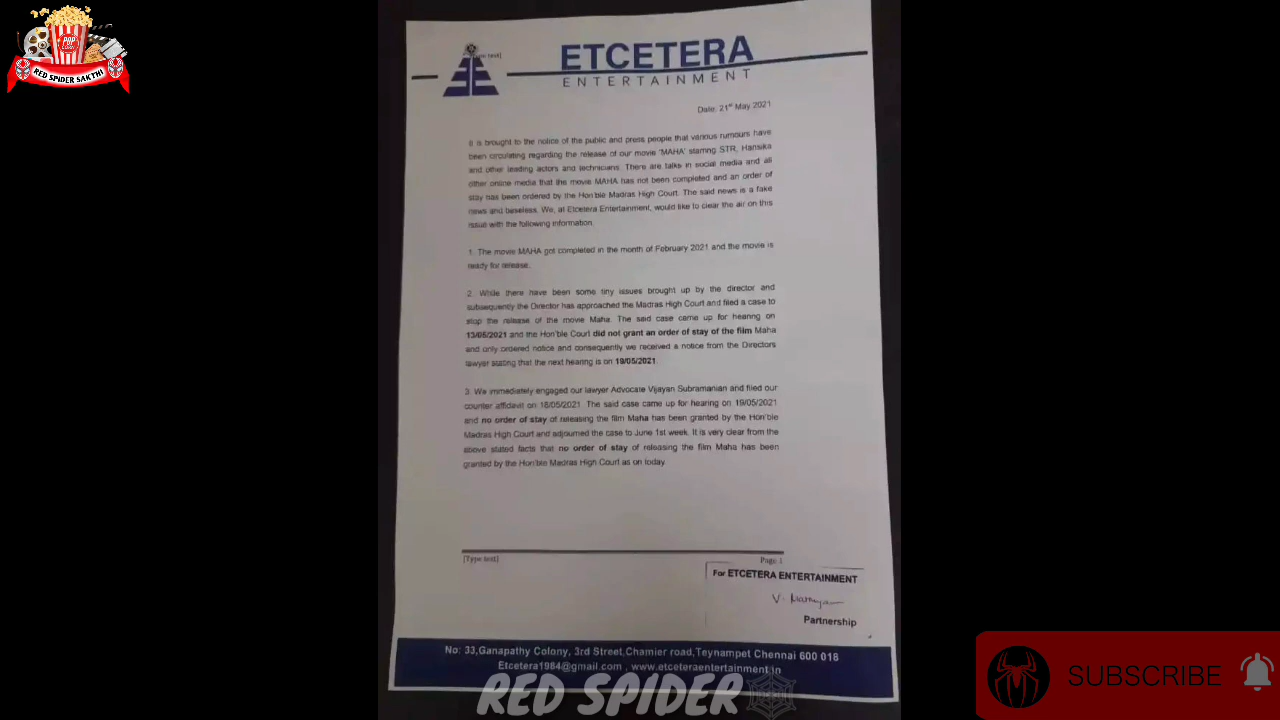 POP CORN
RED SPIDER SAKTHI
[Type text]
ETCETERA
ENTERTAINMENT
Date: 21st May 2021
It is brought to the notice of the public and press people that various rumours have
been circulating regarding the release of our movie 'MAHA' starring STR, Hansika
and other leading actors and technicians. There are talks in social media and all
other online media that the movie MAHA has not been completed and an order of
stay has been ordered by the Hon'ble Madras High Court. The said news is a fake
news and baseless. We, at Etcetera Entertainment, would like to clear the air on this
issue with the following information.
1. The movie MAHA got completed in the month of February 2021 and the movie is
ready for release.
2. While there have been some tiny issues brought up by the director and
subsequently the Director has approached the Madras High Court and filed a case to
stop the release of the movie Maha. The said case came up for hearing on
13/05/2021 and the Hon'ble Court did not grant an order of stay of the film Maha
and only ordered notice and consequently we received a notice from the Directors
lawyer stating that the next hearing is on 19/05/2021.
3. We immediately engaged our lawyer Advocate Vijayan Subramanian and filed our
counter affidavit on 18/05/2021. The said case came up for hearing on 19/05/2021
and no order of stay of releasing the film Maha has been granted by the Hon'ble
Madras High Court and adjourned the case to June 1st week. It is very clear from the
above stated facts that no order of stay of releasing the film Maha has been
granted by the Hon'ble Madras High Court as on today
[Type text]
Page 1
For ETCETERA ENTERTAINMENT
Partnership
No: 33,Ganapathy Colony, 3rd Street,Chamier road,Teynampet Chennai 600 018
Etcetera1984@gmail.com , www.etceteraentertainment.in
RED SPIDER
SUBSCRIBE